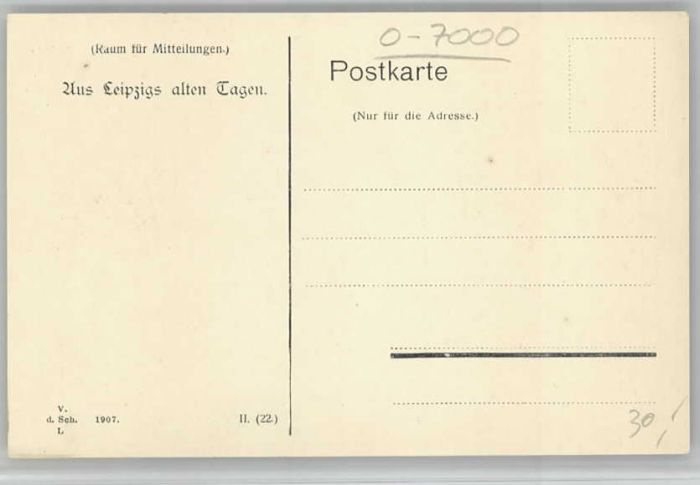 (Raum für Mitteilungen.)
Aus Leipzigs alten Tagen.
V.
d. Sch. 1907.
L
II. (22.)
0-7000
Postkarte
(Nur für die Adresse.)
30,-